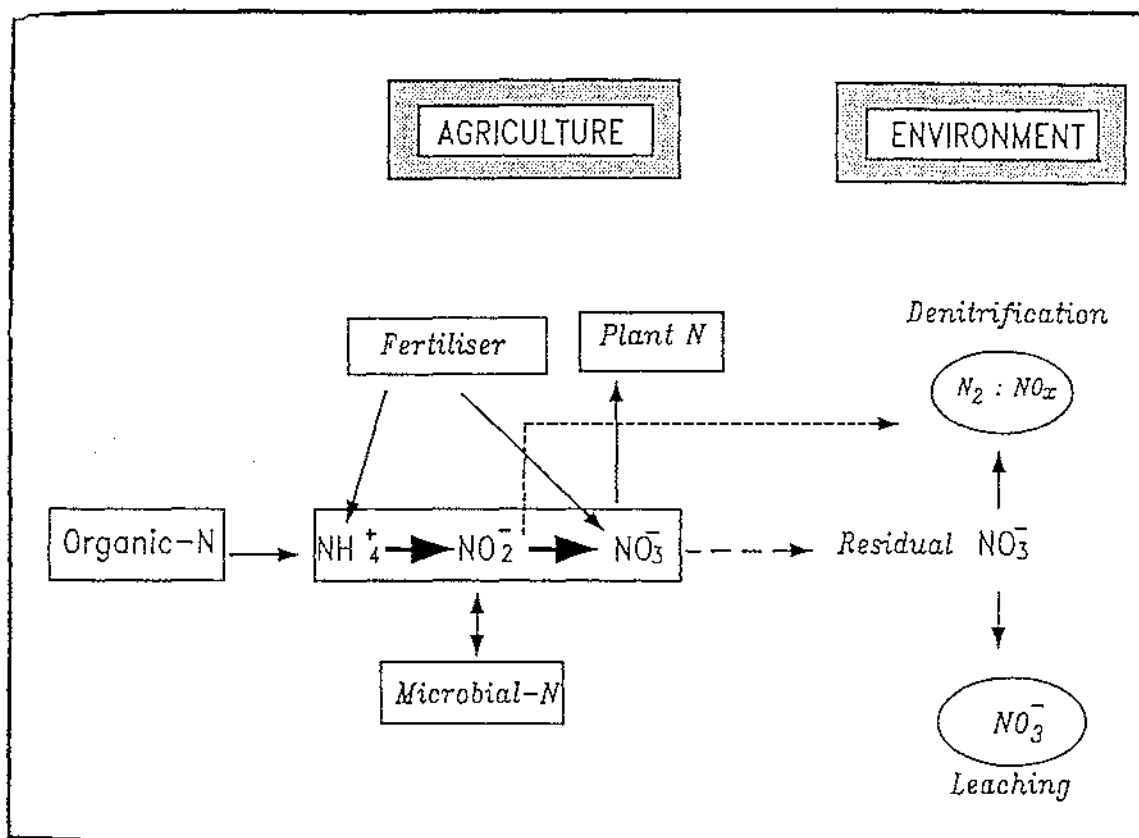 AGRICULTURE
ENVIRONMENT
Denitrification
Fertiliser
Plant N
N₂ : NOx
Organic-N
NH₄⁺ NO₂⁻ NO₃⁻
Residual NO₃⁻
Microbial-N
NO₃⁻
Leaching